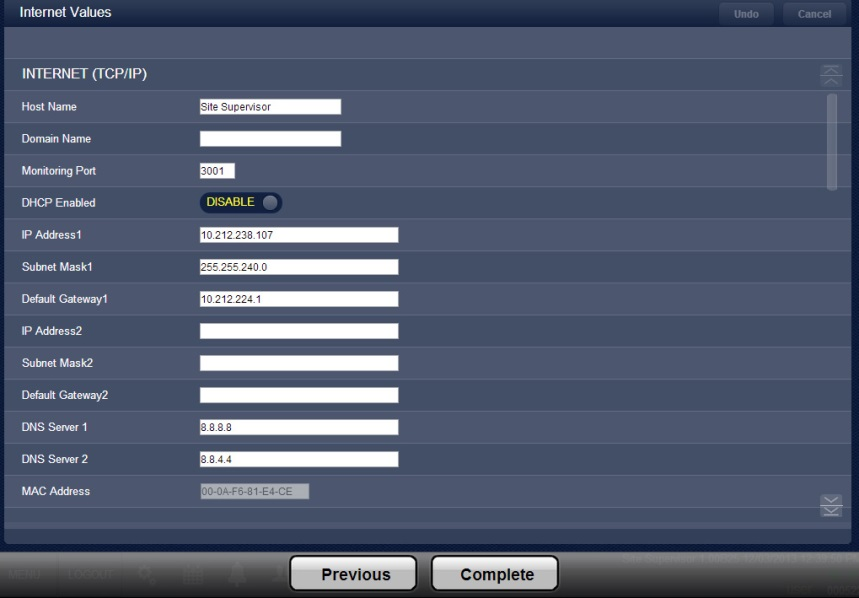 Internet Values Undo Cancel
INTERNET (TCP/IP)
Host Name Site Supervisor
Domain Name
Monitoring Port 3001
DHCP Enabled DISABLE
IP Address1 10.212.238.107
Subnet Mask1 255.255.240.0
Default Gateway1 10.212.224.1
IP Address2
Subnet Mask2
Default Gateway2
DNS Server 1 8.8.8.8
DNS Server 2 8.8.4.4
MAC Address 00-0A-F6-81-E4-CE
MENU LOGOUT Previous Complete